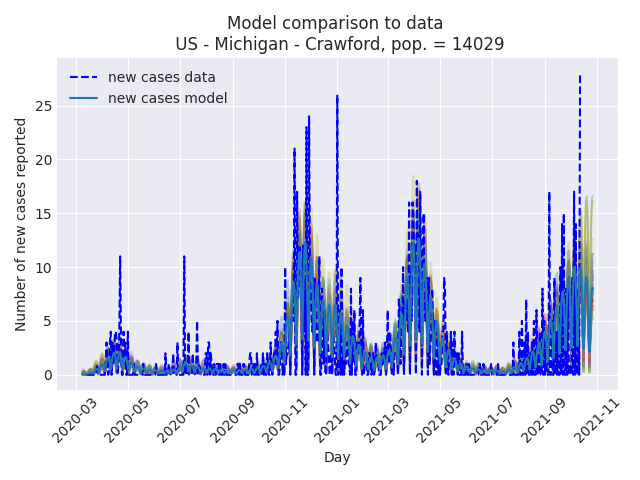 Model comparison to data
US - Michigan - Crawford, pop. = 14029
new cases data
new cases model
Number of new cases reported
25
20
15
10
5
0
2020-03
2020-05
2020-07
2020-09
2020-11
2021-01
2021-03
2021-05
2021-07
2021-09
2021-11
Day